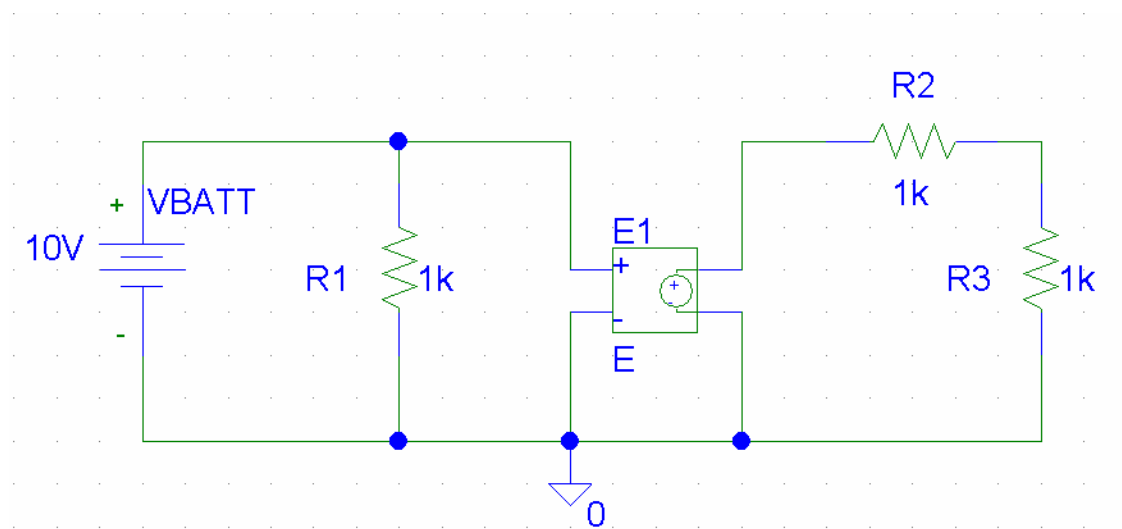 R2
1k
+
VBATT
10V
-
R1
1k
E1
+
-
+
-
E
R3
1k
0